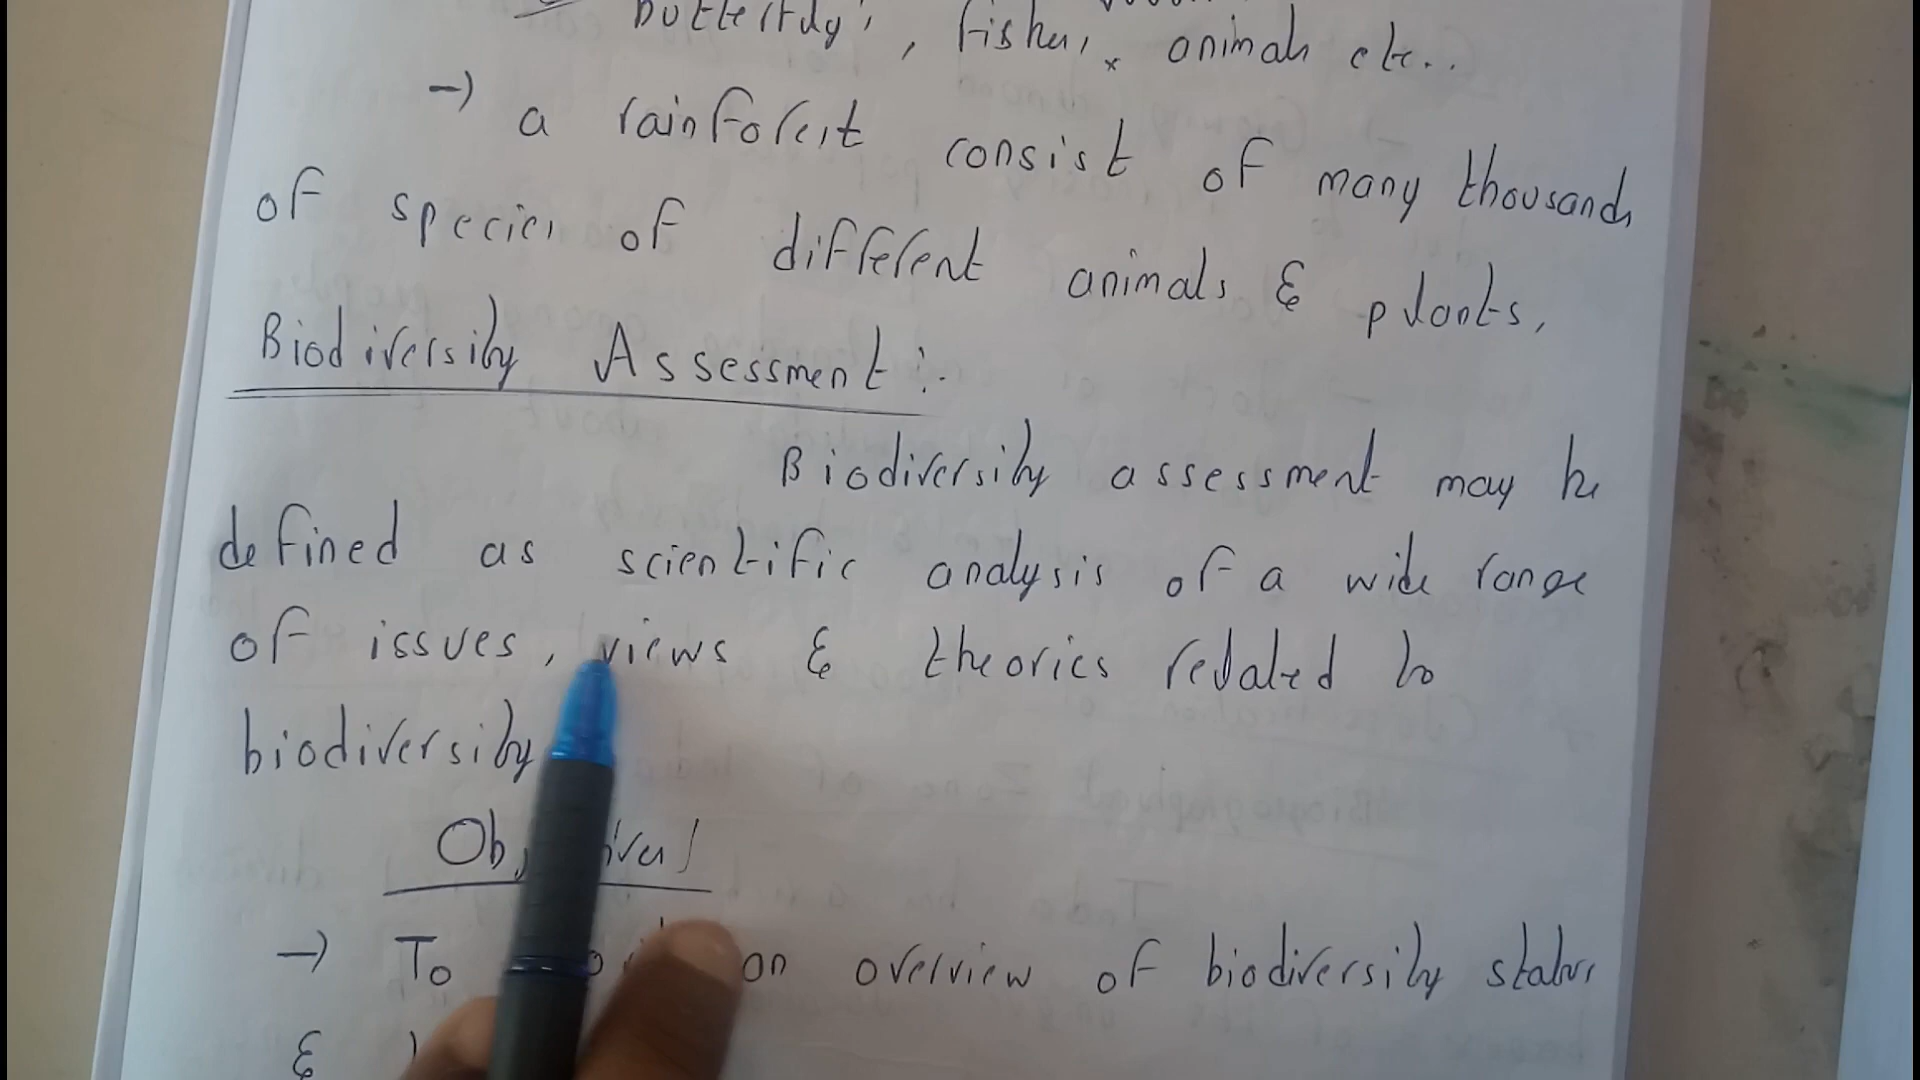 butterfly, fishes, animals etc..
→ a rainforest consist of many thousands
of species of different animals & plants.
Biodiversity Assessment :-
Biodiversity assessment may be
defined as scientific analysis of a wide range
of issues, views & theories related to
biodiversity
→ To an overview of biodiversity status
&